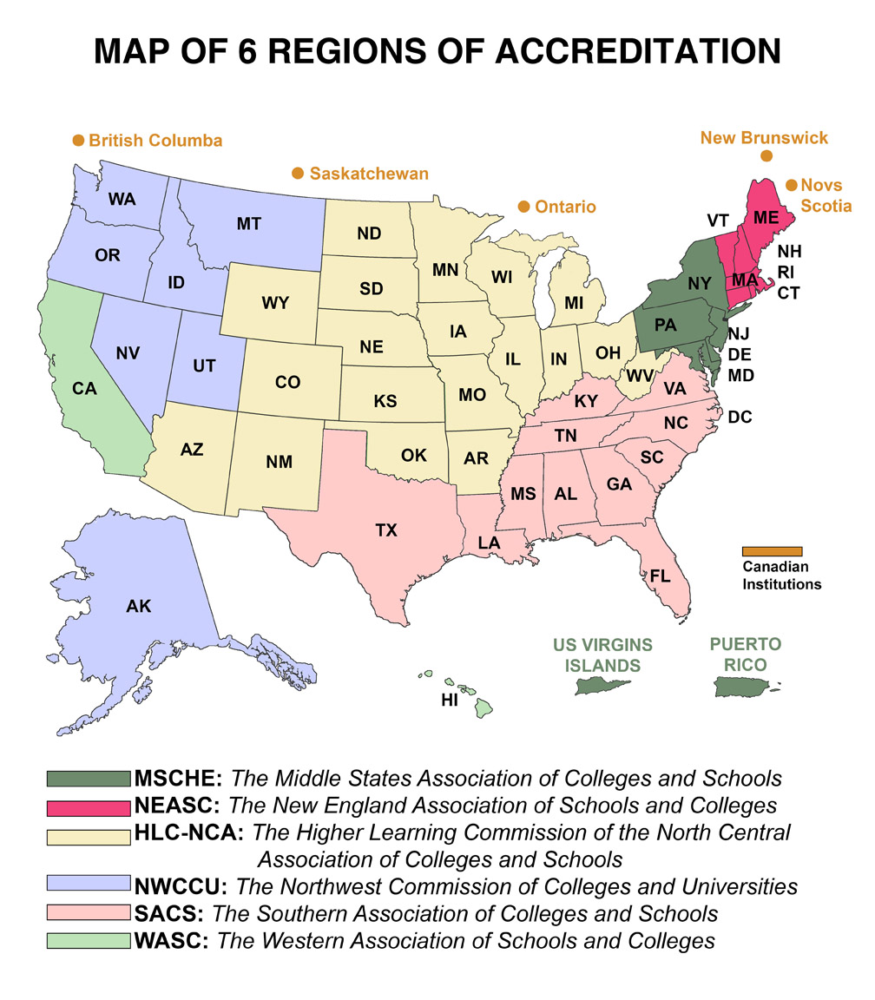 MAP OF 6 REGIONS OF ACCREDITATION
British Columba
New Brunswick
Saskatchewan
Novs
Scotia
Ontario
WA
MT
ND
VT
ME
OR
ID
MN
WI
NH
RI
CT
SD
MI
NY
MA
WY
PA
NJ
DE
MD
NV
UT
NE
IA
IL
IN
OH
WV
CA
CO
KS
MO
KY
VA
DC
AZ
NM
OK
AR
TN
NC
SC
TX
LA
MS
AL
GA
FL
Canadian
Institutions
AK
HI
US VIRGINS
ISLANDS
PUERTO
RICO
MSCHE: The Middle States Association of Colleges and Schools
NEASC: The New England Association of Schools and Colleges
HLC-NCA: The Higher Learning Commission of the North Central
Association of Colleges and Schools
NWCCU: The Northwest Commission of Colleges and Universities
SACS: The Southern Association of Colleges and Schools
WASC: The Western Association of Schools and Colleges